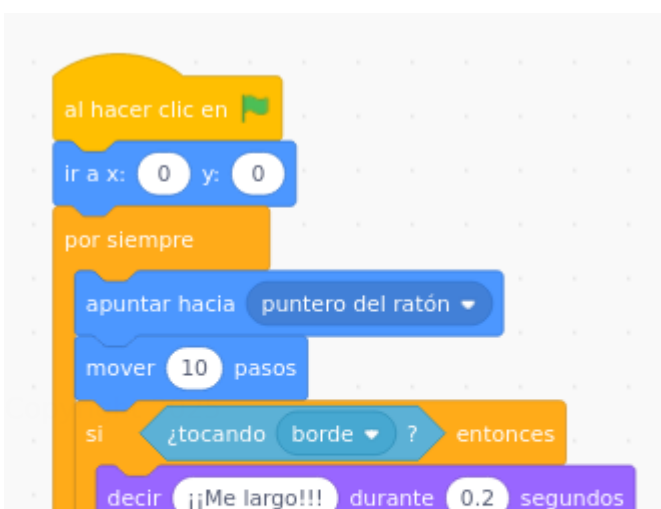 al hacer clic en
ir a x: 0 y: 0
por siempre
apuntar hacia puntero del ratón
mover 10 pasos
si ¿tocando borde ? entonces
decir ¡¡Me largo!!! durante 0.2 segundos